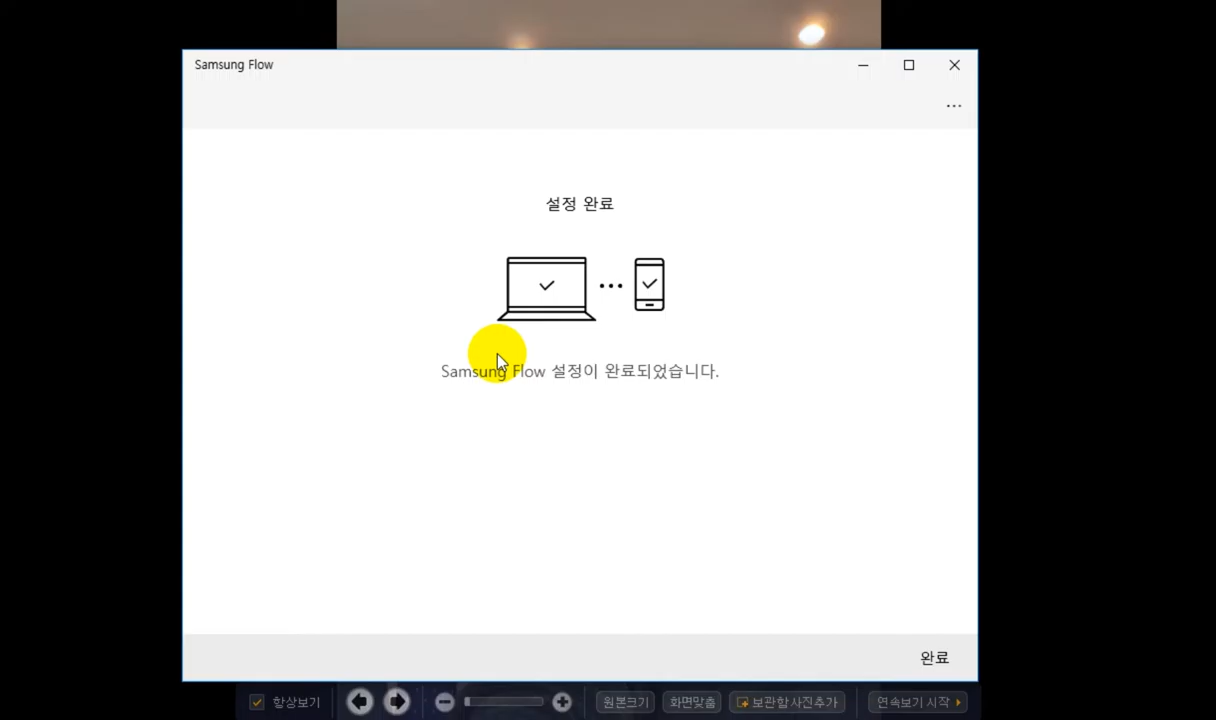 Samsung Flow
설정 완료
Samsung Flow 설정이 완료되었습니다.
완료
항상보기
원본크기
화면맞춤
보관함 사진추가
연속보기 시작